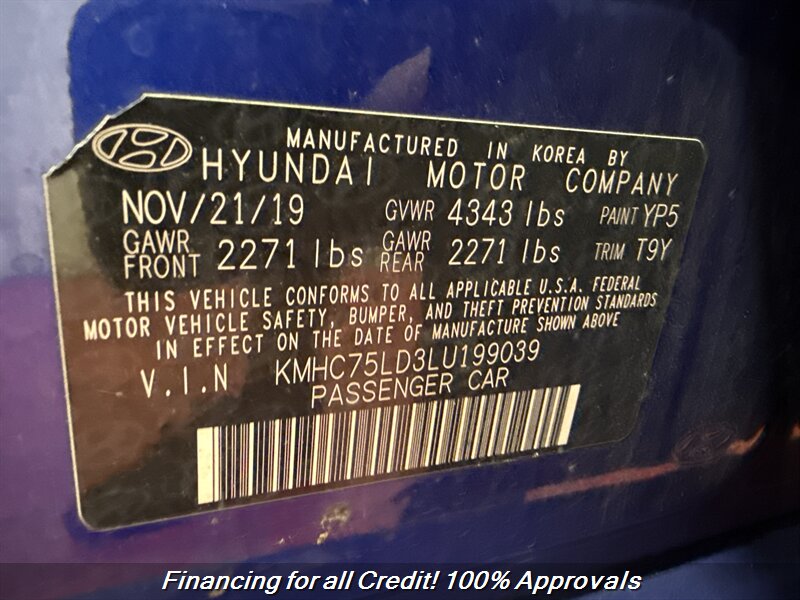 MANUFACTURED IN KOREA BY
HYUNDAI MOTOR COMPANY
NOV/21/19 GVWR 4343 lbs PAINT YP5
GAWR FRONT 2271 lbs GAWR REAR 2271 lbs TRIM T9Y
THIS VEHICLE CONFORMS TO ALL APPLICABLE U.S.A. FEDERAL
MOTOR VEHICLE SAFETY, BUMPER, AND THEFT PREVENTION STANDARDS
IN EFFECT ON THE DATE OF MANUFACTURE SHOWN ABOVE
V.I.N KMHC75LD3LU199039
PASSENGER CAR
Financing for all Credit! 100% Approvals